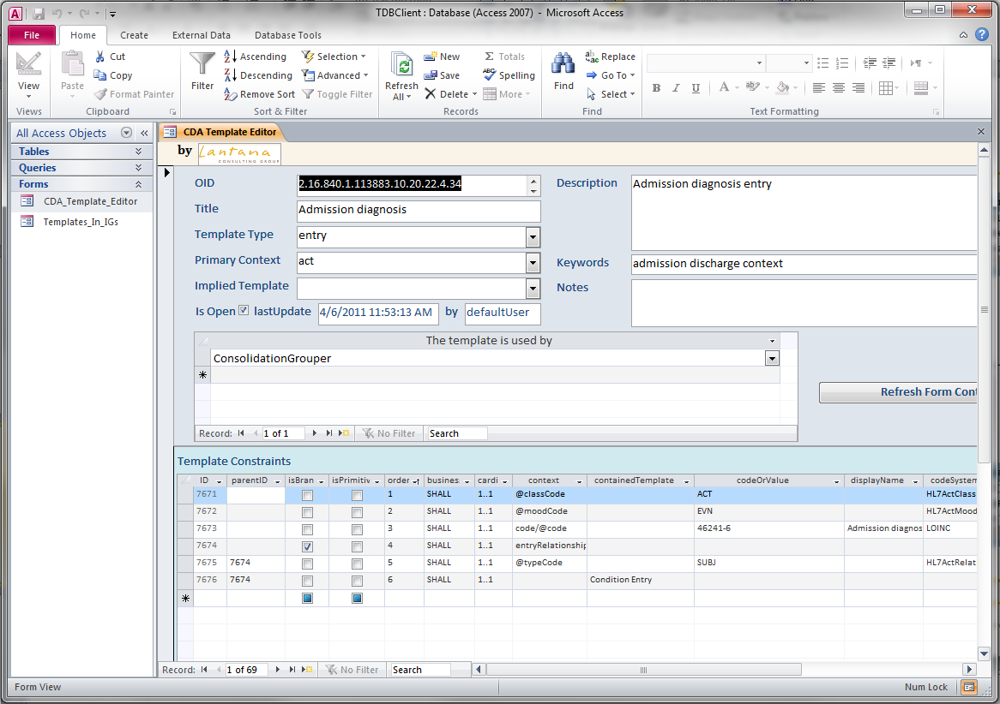 TDBClient : Database (Access 2007) - Microsoft Access
File Home Create External Data Database Tools
View Paste Cut Copy Format Painter Filter Ascending Descending Remove Sort Selection Advanced Toggle Filter Refresh All New Save Delete Totals Spelling More Find Replace Go To Select B I U A ab
Views Clipboard Sort & Filter Records Find Text Formatting
All Access Objects
Tables
Queries
Forms
CDA_Template_Editor
Templates_In_IGs
CDA Template Editor
by Lantana
CONSULTING GROUP
OID 2.16.840.1.113883.10.20.22.4.34 Description Admission diagnosis entry
Title Admission diagnosis
Template Type entry
Primary Context act Keywords admission discharge context
Implied Template Notes
Is Open lastUpdate 4/6/2011 11:53:13 AM by defaultUser
The template is used by
ConsolidationGrouper
Refresh Form Cont
Record: 1 of 1 No Filter Search
Template Constraints
ID parentID isBran isPrimitiv order busines cardi context containedTemplate codeOrValue displayName codeSystem
7671 1 SHALL 1..1 @classCode ACT HL7ActClass
7672 2 SHALL 1..1 @moodCode EVN HL7ActMood
7673 3 SHALL 1..1 code/@code 46241-6 Admission diagnos LOINC
7674 4 SHALL 1..1 entryRelationship
7675 7674 5 SHALL 1..1 @typeCode SUBJ HL7ActRelat
7676 7674 6 SHALL 1..1 Condition Entry
Record: 1 of 69 No Filter Search
Form View Num Lock